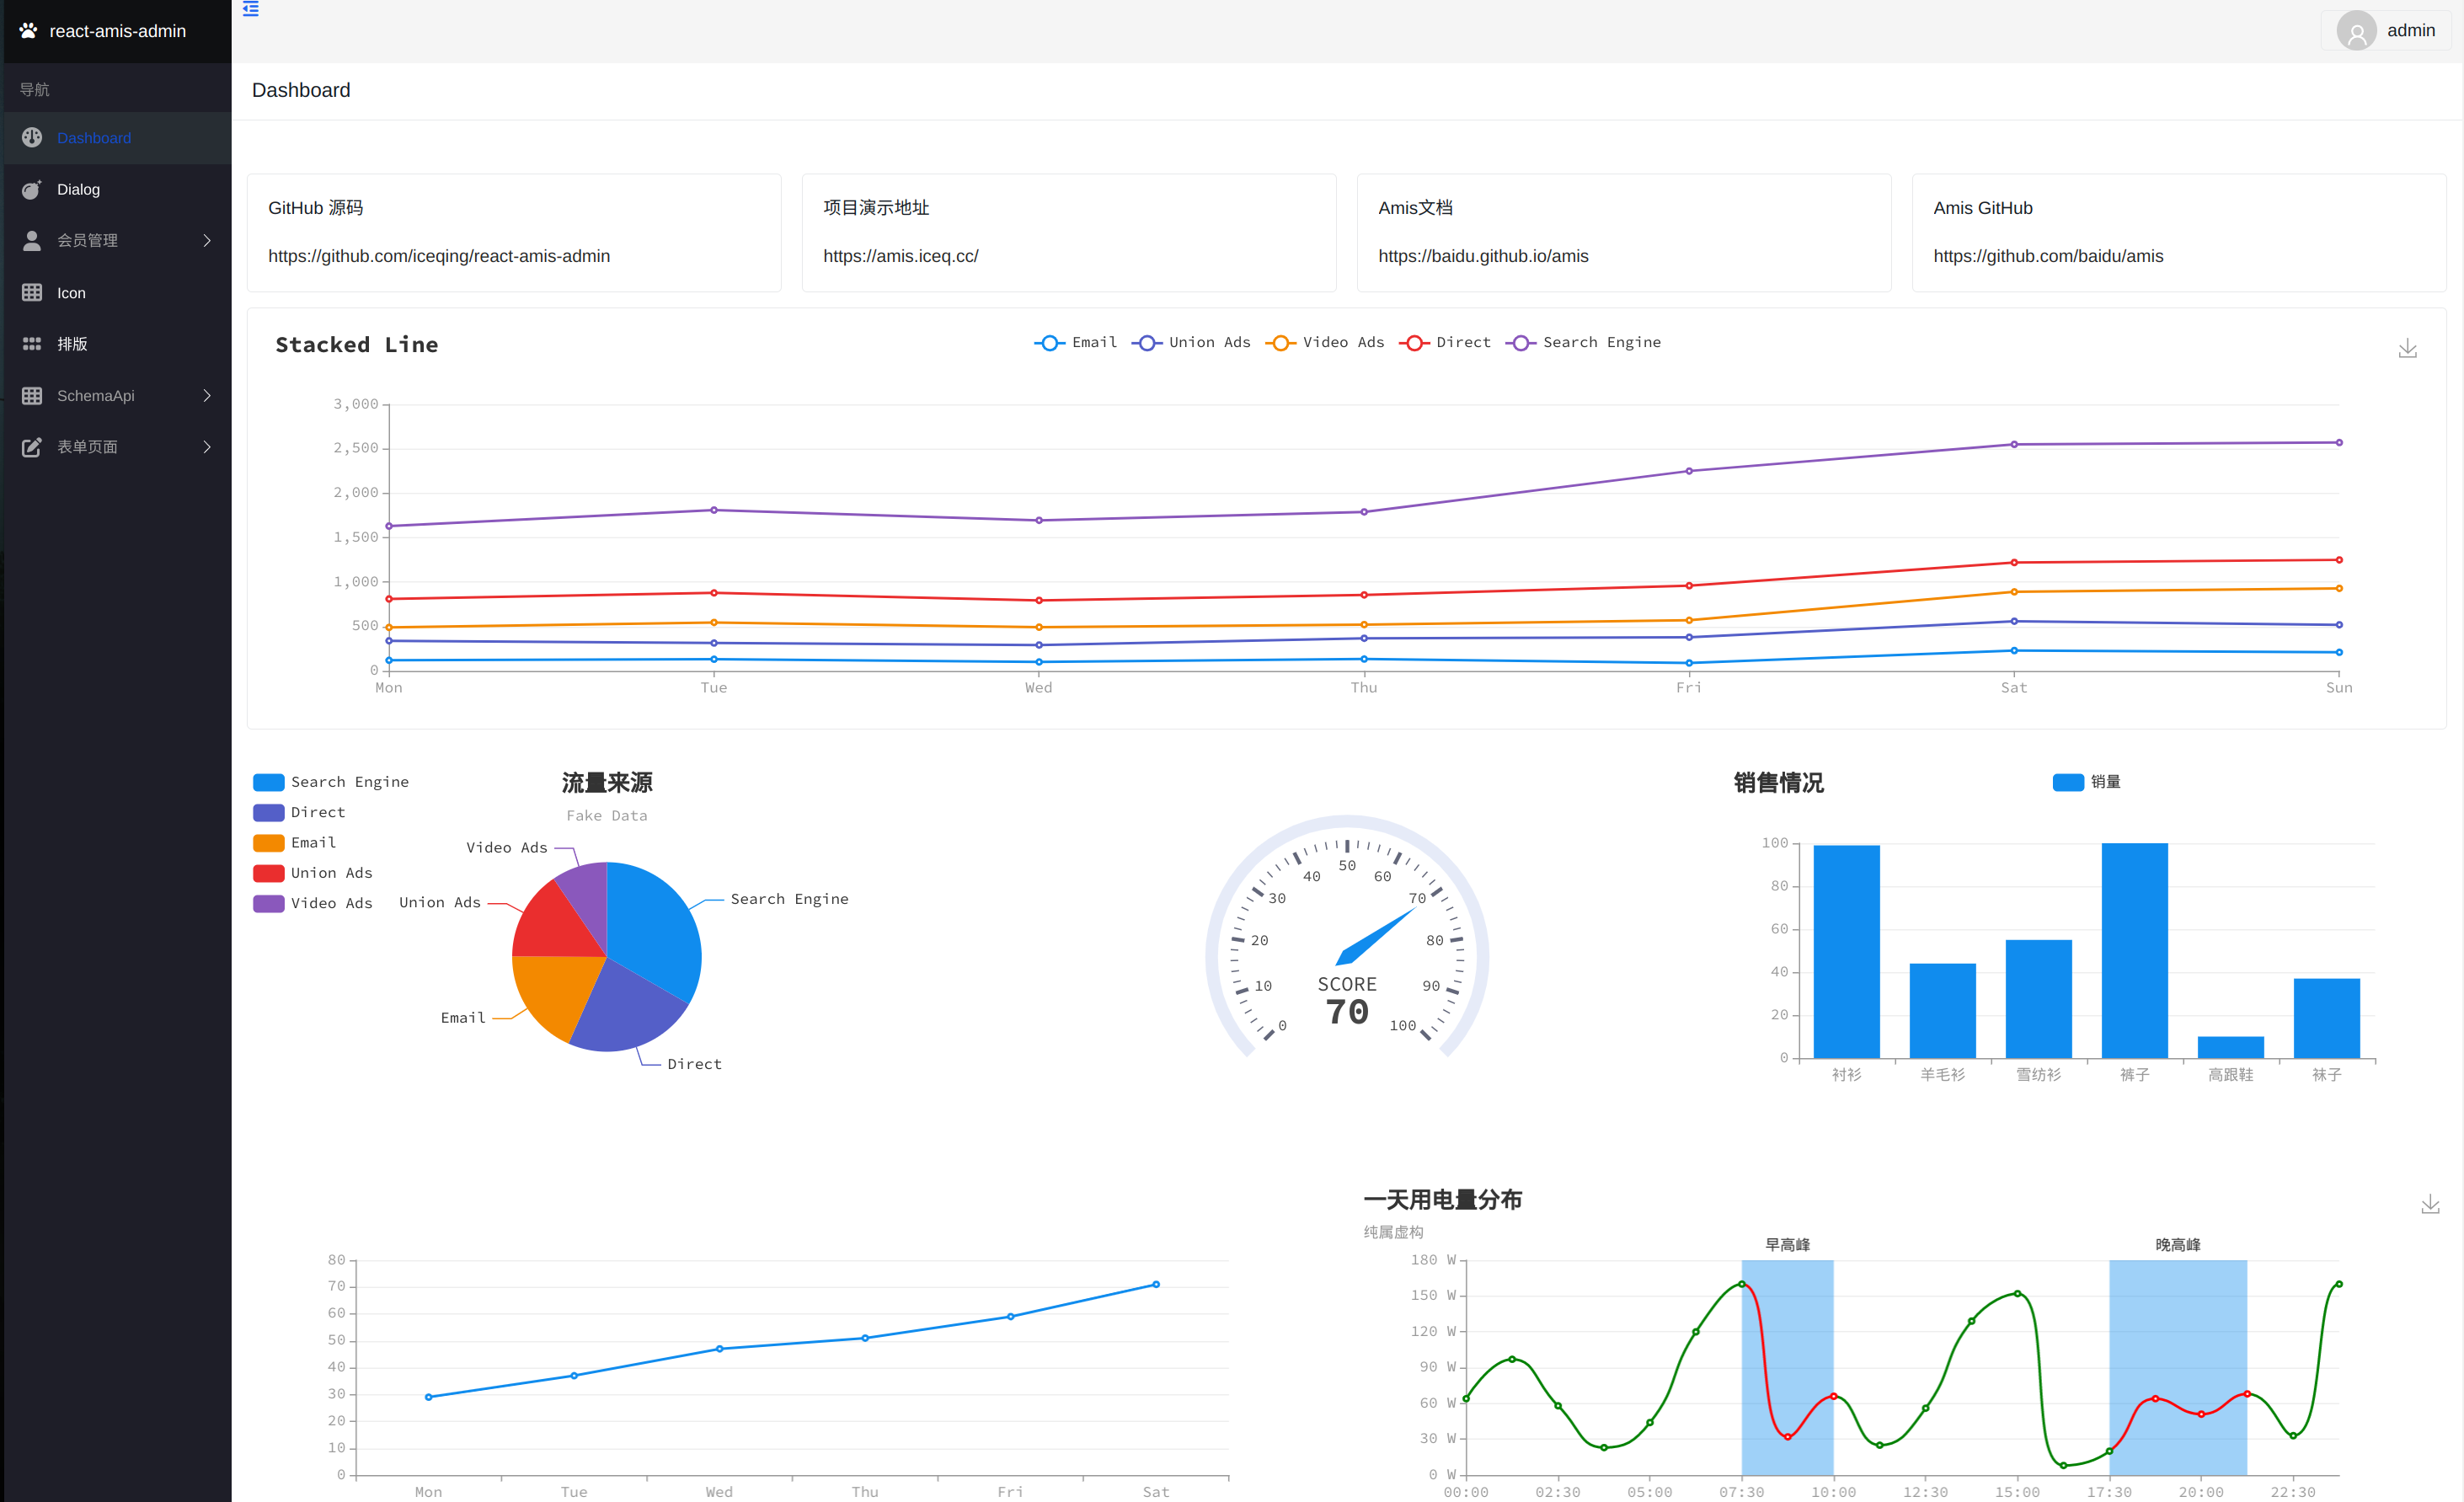 react-amis-admin
admin
导航
Dashboard
Dialog
会员管理
Icon
排版
SchemaApi
表单页面
Dashboard
GitHub 源码
https://github.com/iceqing/react-amis-admin
项目演示地址
https://amis.iceq.cc/
Amis文档
https://baidu.github.io/amis
Amis GitHub
https://github.com/baidu/amis
Stacked Line
Email Union Ads Video Ads Direct Search Engine
3,000
2,500
2,000
1,500
1,000
500
0
Mon Tue Wed Thu Fri Sat Sun
Search Engine
Direct
Email
Union Ads
Video Ads
流量来源
Fake Data
Video Ads
Union Ads
Search Engine
Email
Direct
0
10
20
30
40
50
60
70
80
90
100
SCORE
70
销售情况
销量
100
80
60
40
20
0
衬衫 羊毛衫 雪纺衫 裤子 高跟鞋 袜子
80
70
60
50
40
30
20
10
0
Mon Tue Wed Thu Fri Sat
一天用电量分布
纯属虚构
早高峰 晚高峰
180 W
150 W
120 W
90 W
60 W
30 W
0 W
00:00 02:30 05:00 07:30 10:00 12:30 15:00 17:30 20:00 22:30